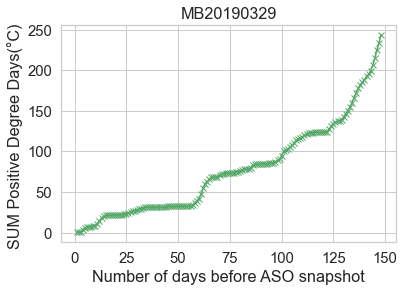 MB20190329
SUM Positive Degree Days(°C)
250
200
150
100
50
0
0 25 50 75 100 125 150
Number of days before ASO snapshot